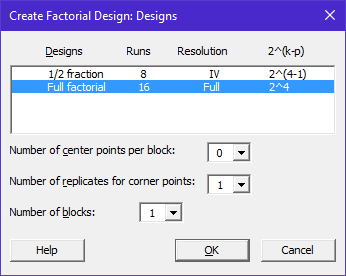 Create Factorial Design: Designs
Designs Runs Resolution 2^(k-p)
1/2 fraction 8 IV 2^(4-1)
Full factorial 16 Full 2^4
Number of center points per block: 0
Number of replicates for corner points: 1
Number of blocks: 1
Help OK Cancel